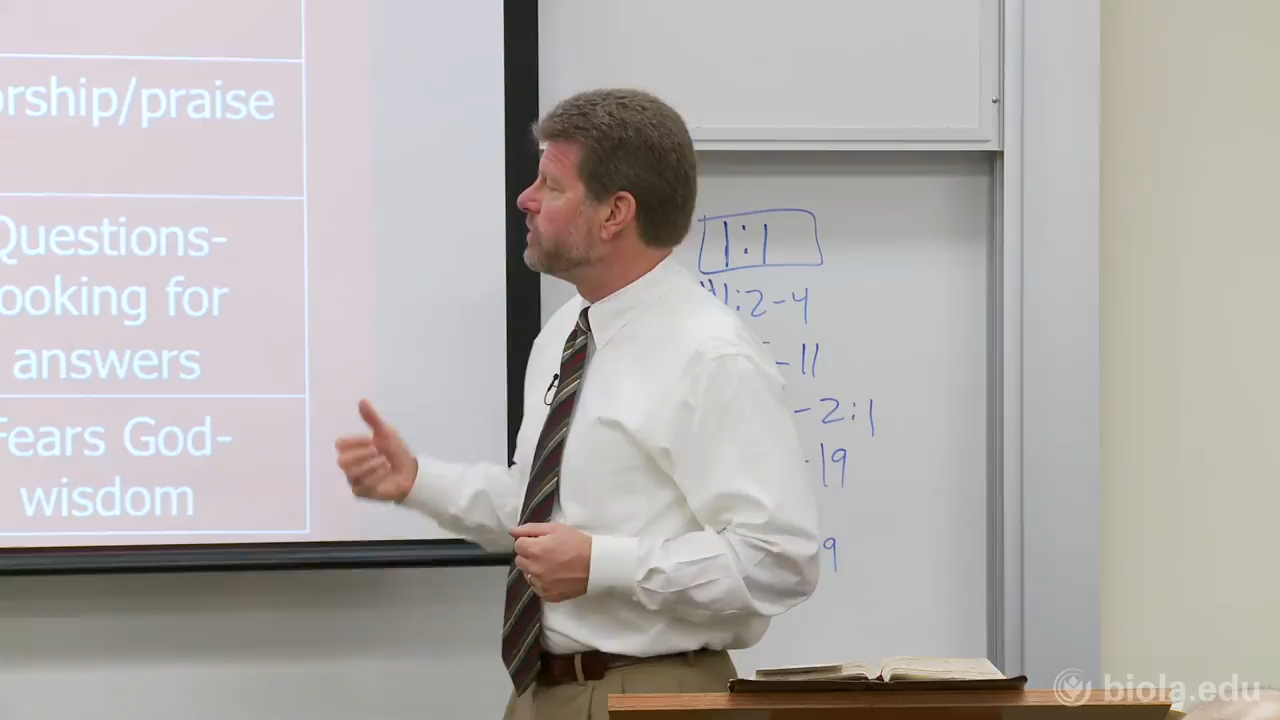 orship/praise
Questions-
ooking for
answers
Fears God-
wisdom
1:1
1:2-4
-11
-2:1
-19
9
biola.edu